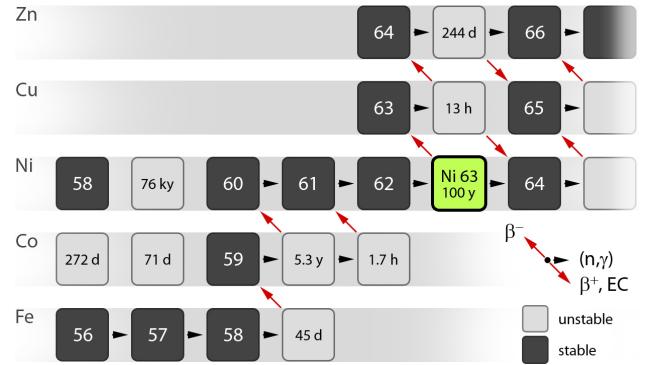 Zn
64
244 d
66
Cu
63
13 h
65
Ni
58
76 ky
60
61
62
Ni 63
100 y
64
Co
272 d
71 d
59
5.3 y
1.7 h
β⁻
(n,γ)
β⁺, EC
Fe
56
57
58
45 d
unstable
stable